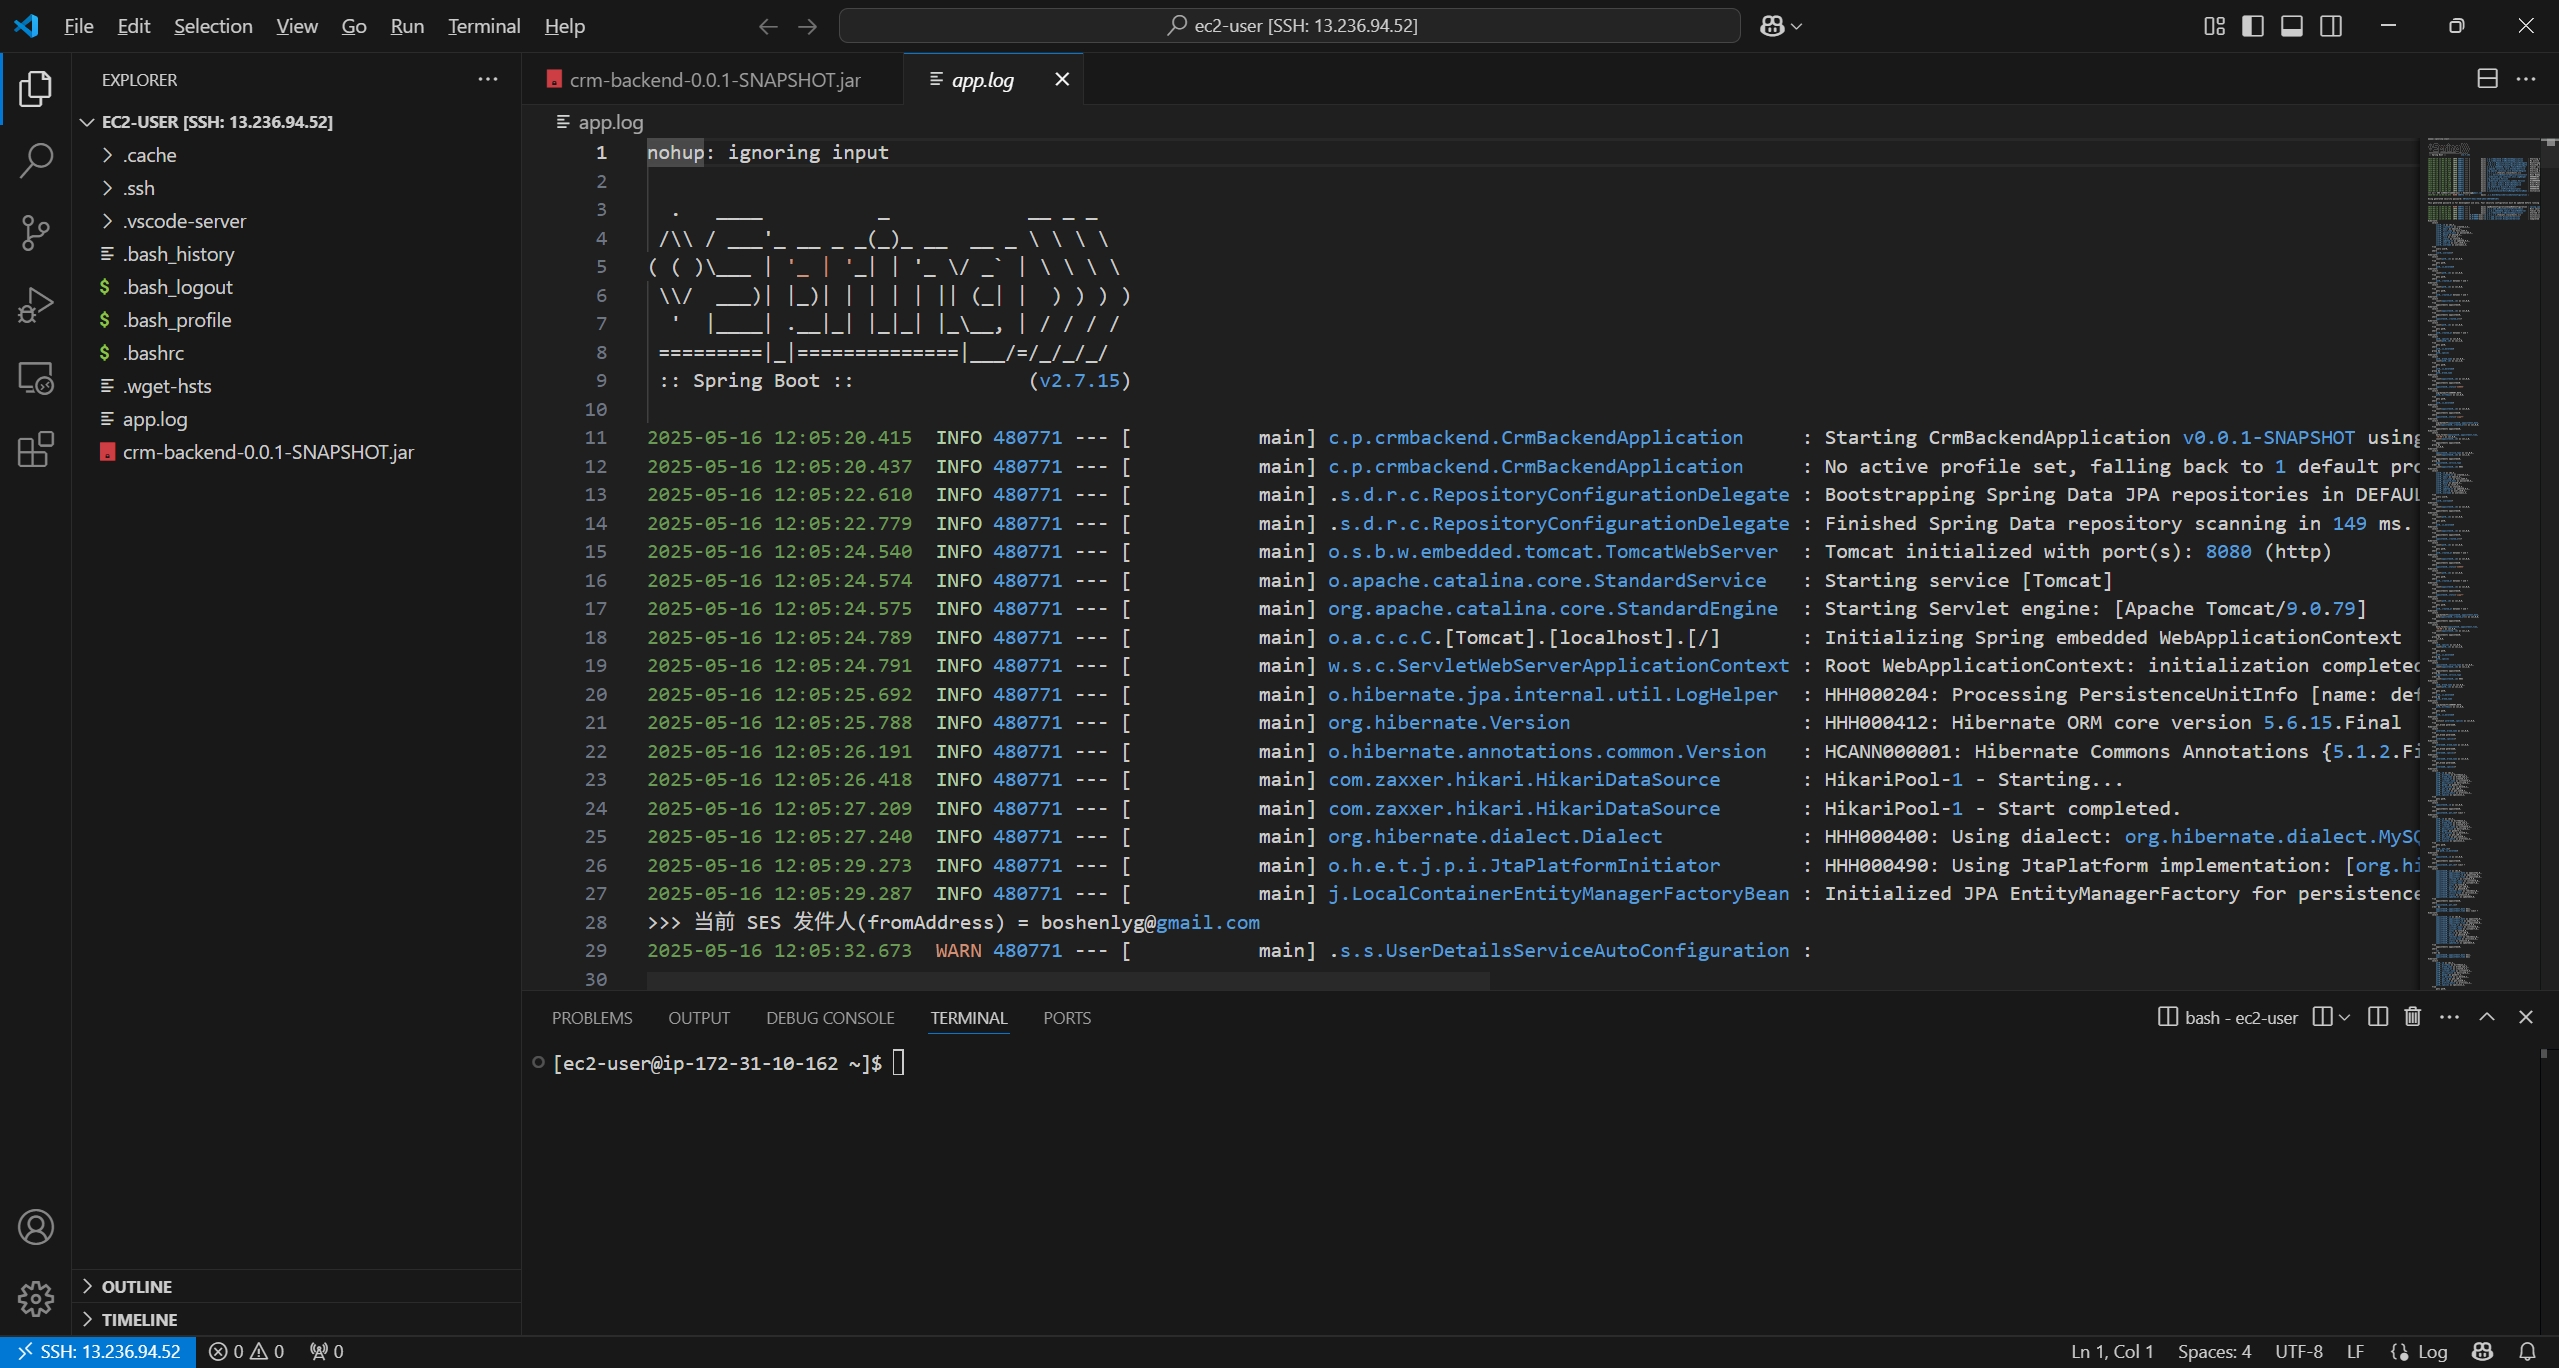 File Edit Selection View Go Run Terminal Help
ec2-user [SSH: 13.236.94.52]
EXPLORER
EC2-USER [SSH: 13.236.94.52]
.cache
.ssh
.vscode-server
.bash_history
.bash_logout
.bash_profile
.bashrc
.wget-hsts
app.log
crm-backend-0.0.1-SNAPSHOT.jar
OUTLINE
TIMELINE
crm-backend-0.0.1-SNAPSHOT.jar app.log
app.log
1 nohup: ignoring input
2
3   .   ____          _            __ _ _
4  /\\ / ___'_ __ _ _(_)_ __  __ _ \ \ \ \
5 ( ( )\___ | '_ | '_| | '_ \/ _` | \ \ \ \
6  \\/  ___)| |_)| | | | | || (_| |  ) ) ) )
7   '  |____| .__|_| |_|_| |_\__, | / / / /
8  =========|_|==============|___/=/_/_/_/
9  :: Spring Boot ::               (v2.7.15)
10
11 2025-05-16 12:05:20.415  INFO 480771 --- [           main] c.p.crmbackend.CrmBackendApplication     : Starting CrmBackendApplication v0.0.1-SNAPSHOT using
12 2025-05-16 12:05:20.437  INFO 480771 --- [           main] c.p.crmbackend.CrmBackendApplication     : No active profile set, falling back to 1 default pro
13 2025-05-16 12:05:22.610  INFO 480771 --- [           main] .s.d.r.c.RepositoryConfigurationDelegate : Bootstrapping Spring Data JPA repositories in DEFAUL
14 2025-05-16 12:05:22.779  INFO 480771 --- [           main] .s.d.r.c.RepositoryConfigurationDelegate : Finished Spring Data repository scanning in 149 ms.
15 2025-05-16 12:05:24.540  INFO 480771 --- [           main] o.s.b.w.embedded.tomcat.TomcatWebServer  : Tomcat initialized with port(s): 8080 (http)
16 2025-05-16 12:05:24.574  INFO 480771 --- [           main] o.apache.catalina.core.StandardService   : Starting service [Tomcat]
17 2025-05-16 12:05:24.575  INFO 480771 --- [           main] org.apache.catalina.core.StandardEngine  : Starting Servlet engine: [Apache Tomcat/9.0.79]
18 2025-05-16 12:05:24.789  INFO 480771 --- [           main] o.a.c.c.C.[Tomcat].[localhost].[/]       : Initializing Spring embedded WebApplicationContext
19 2025-05-16 12:05:24.791  INFO 480771 --- [           main] w.s.c.ServletWebServerApplicationContext : Root WebApplicationContext: initialization completed
20 2025-05-16 12:05:25.692  INFO 480771 --- [           main] o.hibernate.jpa.internal.util.LogHelper  : HHH000204: Processing PersistenceUnitInfo [name: def
21 2025-05-16 12:05:25.788  INFO 480771 --- [           main] org.hibernate.Version                    : HHH000412: Hibernate ORM core version 5.6.15.Final
22 2025-05-16 12:05:26.191  INFO 480771 --- [           main] o.hibernate.annotations.common.Version   : HCANN000001: Hibernate Commons Annotations {5.1.2.Fi
23 2025-05-16 12:05:26.418  INFO 480771 --- [           main] com.zaxxer.hikari.HikariDataSource       : HikariPool-1 - Starting...
24 2025-05-16 12:05:27.209  INFO 480771 --- [           main] com.zaxxer.hikari.HikariDataSource       : HikariPool-1 - Start completed.
25 2025-05-16 12:05:27.240  INFO 480771 --- [           main] org.hibernate.dialect.Dialect            : HHH000400: Using dialect: org.hibernate.dialect.MySQ
26 2025-05-16 12:05:29.273  INFO 480771 --- [           main] o.h.e.t.j.p.i.JtaPlatformInitiator       : HHH000490: Using JtaPlatform implementation: [org.hi
27 2025-05-16 12:05:29.287  INFO 480771 --- [           main] j.LocalContainerEntityManagerFactoryBean : Initialized JPA EntityManagerFactory for persistence
28 >>> 当前 SES 发件人(fromAddress) = boshenlyg@gmail.com
29 2025-05-16 12:05:32.673  WARN 480771 --- [           main] .s.s.UserDetailsServiceAutoConfiguration :
30
PROBLEMS OUTPUT DEBUG CONSOLE TERMINAL PORTS
bash - ec2-user
[ec2-user@ip-172-31-10-162 ~]$
SSH: 13.236.94.52 0 0 0
Ln 1, Col 1 Spaces: 4 UTF-8 LF Log